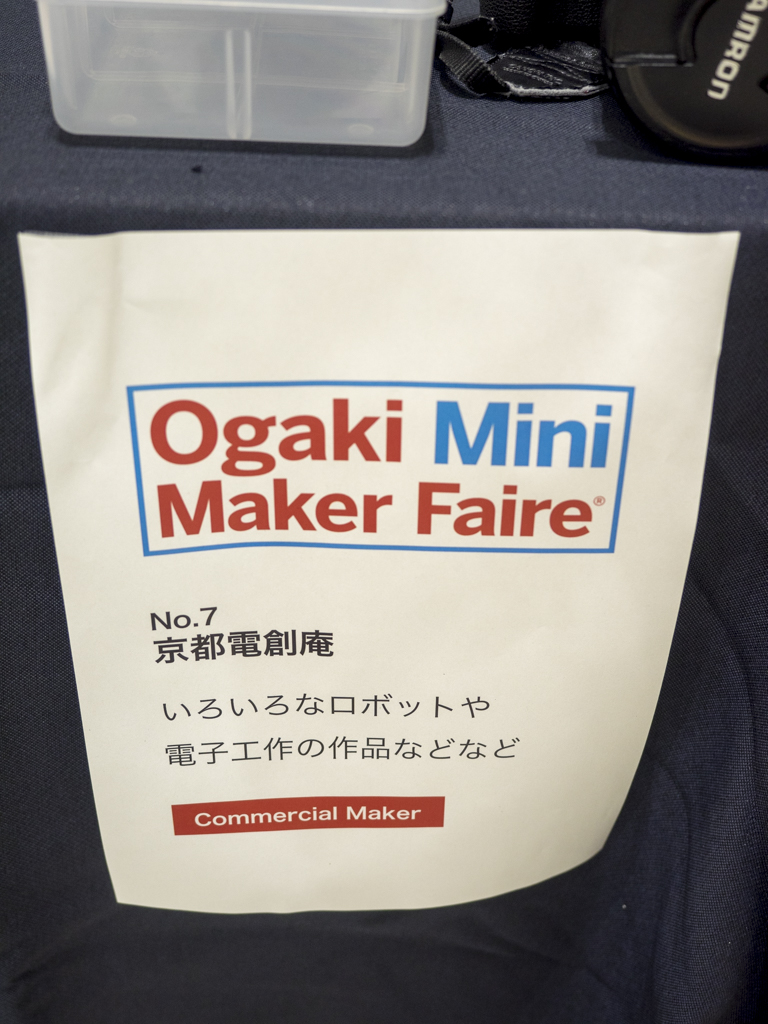 TAMRON
Ogaki Mini
Maker Faire®
No.7
京都電創庵
いろいろなロボットや
電子工作の作品などなど
Commercial Maker